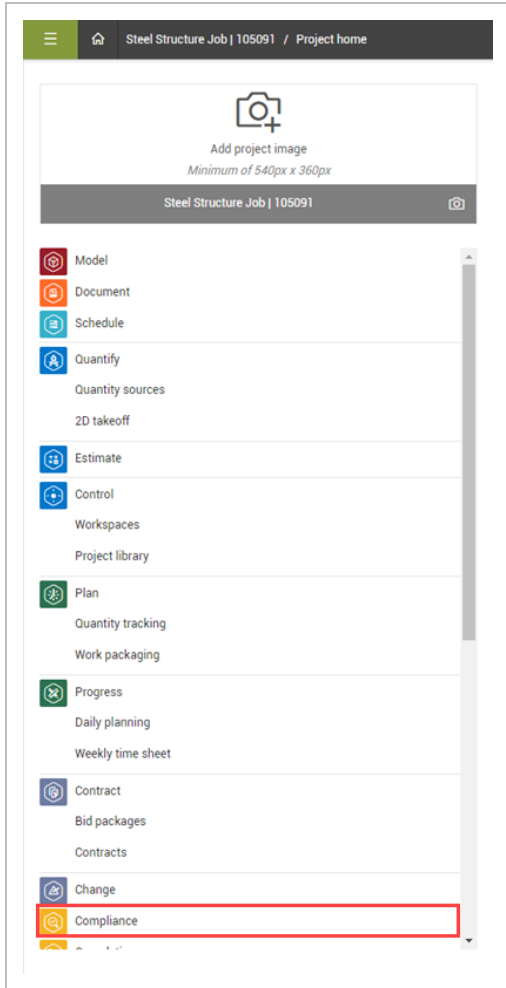 Steel Structure Job | 105091 / Project home
Add project image
Minimum of 540px x 360px
Steel Structure Job | 105091
Model
Document
Schedule
Quantify
Quantity sources
2D takeoff
Estimate
Control
Workspaces
Project library
Plan
Quantity tracking
Work packaging
Progress
Daily planning
Weekly time sheet
Contract
Bid packages
Contracts
Change
Compliance